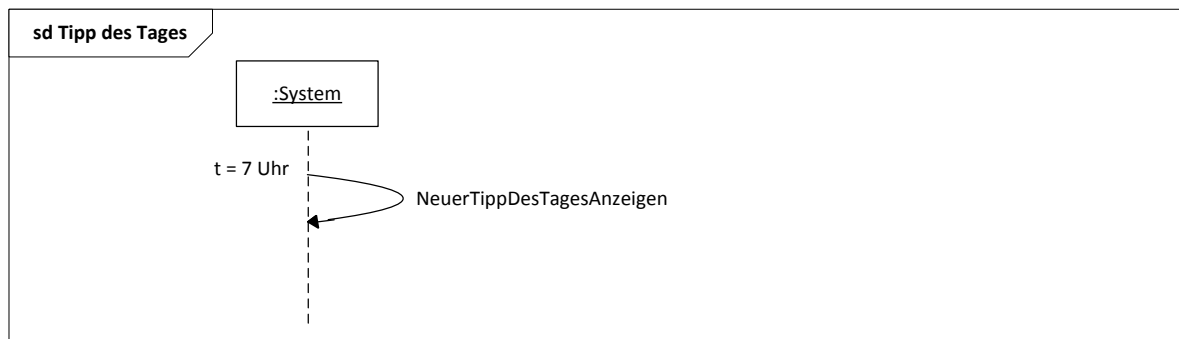 sd Tipp des Tages
:System
t = 7 Uhr
NeuerTippDesTagesAnzeigen